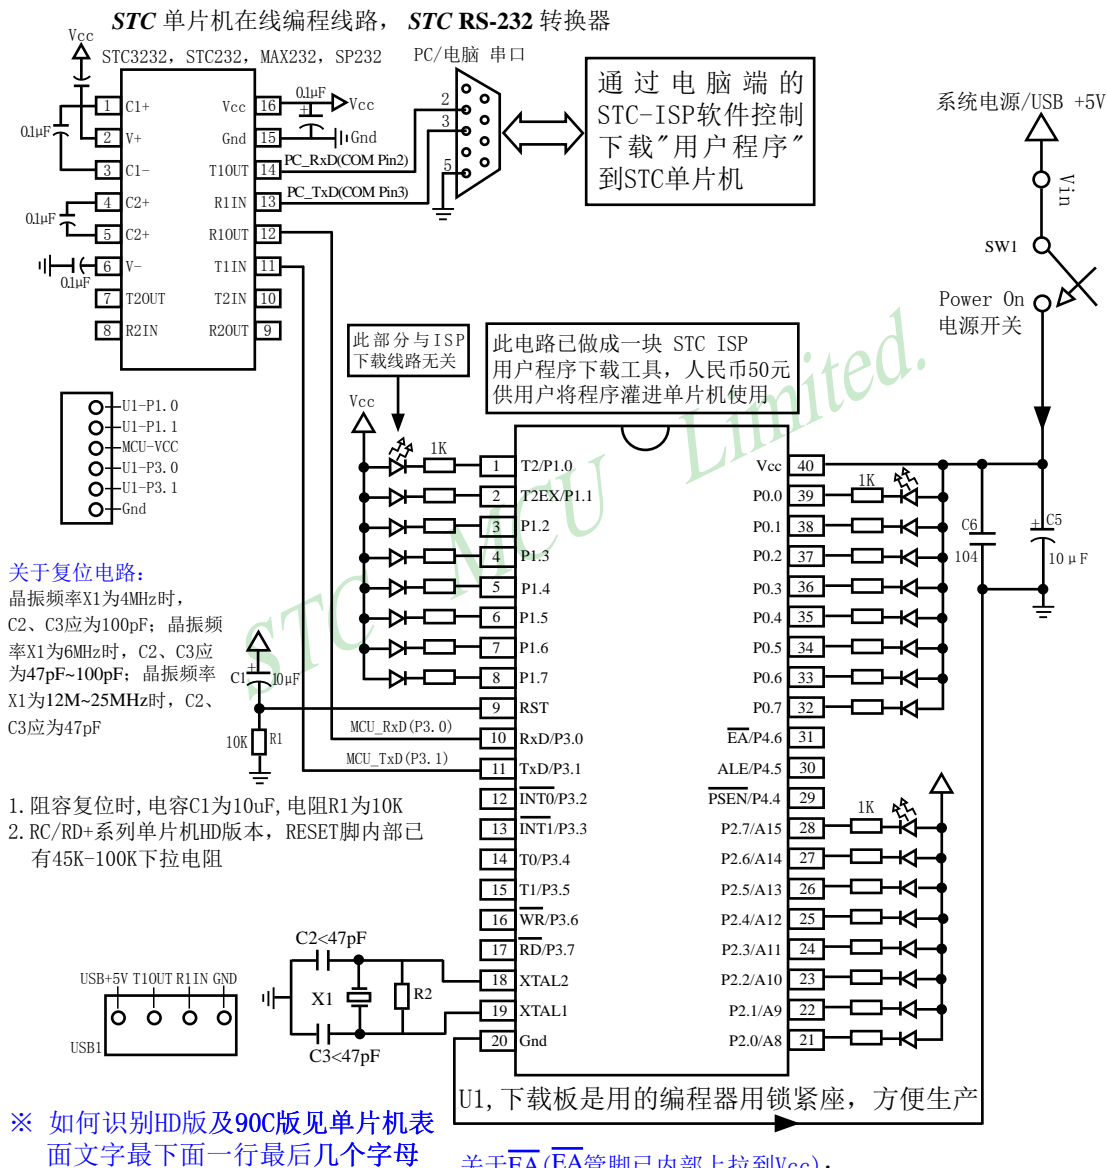 STC 单片机在线编程线路， STC RS-232 转换器
Vcc
STC3232, STC232, MAX232, SP232
PC/电脑 串口
0.1μF
0.1μF
0.1μF
0.1μF
1 C1+
2 V+
3 C1-
4 C2+
5 C2+
6 V-
7 T2OUT
8 R2IN
Vcc 16
Gnd 15
T1OUT 14
R1IN 13
R1OUT 12
T1IN 11
T2IN 10
R2OUT 9
Vcc
Gnd
PC_RxD(COM Pin2)
PC_TxD(COM Pin3)
2
3
5
通过电脑端的
STC-ISP软件控制
下载"用户程序"
到STC单片机
系统电源/USB +5V
Vin
SW1
Power On
电源开关
此部分与ISP
下载线路无关
此电路已做成一块 STC ISP
用户程序下载工具，人民币50元
供用户将程序灌进单片机使用
STC MCU Limited.
U1-P1.0
U1-P1.1
MCU-VCC
U1-P3.0
U1-P3.1
Gnd
Vcc
1K
1 T2/P1.0
2 T2EX/P1.1
3 P1.2
4 P1.3
5 P1.4
6 P1.5
7 P1.6
8 P1.7
9 RST
10 RxD/P3.0
11 TxD/P3.1
12 INT0/P3.2
13 INT1/P3.3
14 T0/P3.4
15 T1/P3.5
16 WR/P3.6
17 RD/P3.7
18 XTAL2
19 XTAL1
20 Gnd
Vcc 40
P0.0 39
P0.1 38
P0.2 37
P0.3 36
P0.4 35
P0.5 34
P0.6 33
P0.7 32
EA/P4.6 31
ALE/P4.5 30
PSEN/P4.4 29
P2.7/A15 28
P2.6/A14 27
P2.5/A13 26
P2.4/A12 25
P2.3/A11 24
P2.2/A10 23
P2.1/A9 22
P2.0/A8 21
1K
1K
C6
104
+ C5
10μF
关于复位电路：
晶振频率X1为4MHz时，
C2、C3应为100pF；晶振频
率X1为6MHz时，C2、C3应
为47pF~100pF；晶振频率
X1为12M~25MHz时，C2、
C3应为47pF
+
C1
10μF
10K
R1
MCU_RxD(P3.0)
MCU_TxD(P3.1)
1.阻容复位时,电容C1为10uF,电阻R1为10K
2.RC/RD+系列单片机HD版本，RESET脚内部已
有45K-100K下拉电阻
C2<47pF
X1
R2
C3<47pF
USB+5V T1OUT R1IN GND
USB1
U1,下载板是用的编程器用锁紧座，方便生产
※ 如何识别HD版及90C版见单片机表
面文字最下面一行最后几个字母
关于EA(EA管脚已内部上拉到Vcc)：